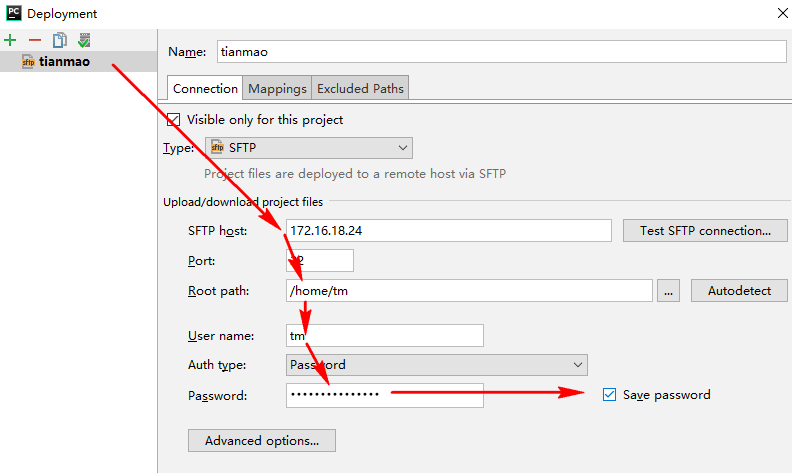 PC Deployment
sftp tianmao
Name: tianmao
Connection Mappings Excluded Paths
Visible only for this project
Type: sftp SFTP
Project files are deployed to a remote host via SFTP
Upload/download project files
SFTP host: 172.16.18.24 Test SFTP connection...
Port:
Root path: /home/tm ... Autodetect
User name: tm
Auth type: Password
Password: ••••••••••••••• Save password
Advanced options...